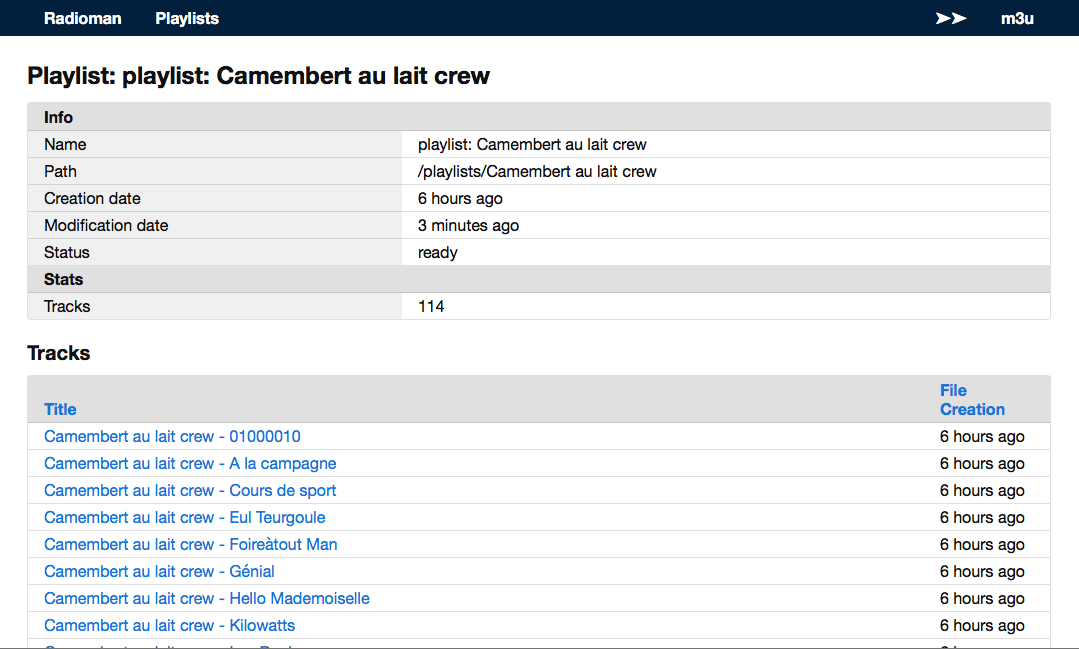 Radioman Playlists ➤➤ m3u
Playlist: playlist: Camembert au lait crew
Info
Name playlist: Camembert au lait crew
Path /playlists/Camembert au lait crew
Creation date 6 hours ago
Modification date 3 minutes ago
Status ready
Stats
Tracks 114
Tracks
Title File Creation
Camembert au lait crew - 01000010 6 hours ago
Camembert au lait crew - A la campagne 6 hours ago
Camembert au lait crew - Cours de sport 6 hours ago
Camembert au lait crew - Eul Teurgoule 6 hours ago
Camembert au lait crew - Foireàtout Man 6 hours ago
Camembert au lait crew - Génial 6 hours ago
Camembert au lait crew - Hello Mademoiselle 6 hours ago
Camembert au lait crew - Kilowatts 6 hours ago